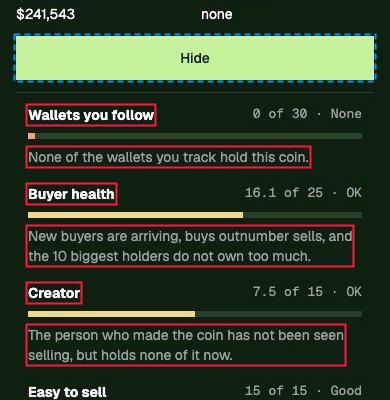 $241,543
none
Hide
Wallets you follow
0 of 30 · None
None of the wallets you track hold this coin.
Buyer health
16.1 of 25 · OK
New buyers are arriving, buys outnumber sells, and
the 10 biggest holders do not own too much.
Creator
7.5 of 15 · OK
The person who made the coin has not been seen
selling, but holds none of it now.
Easy to sell
15 of 15 · Good